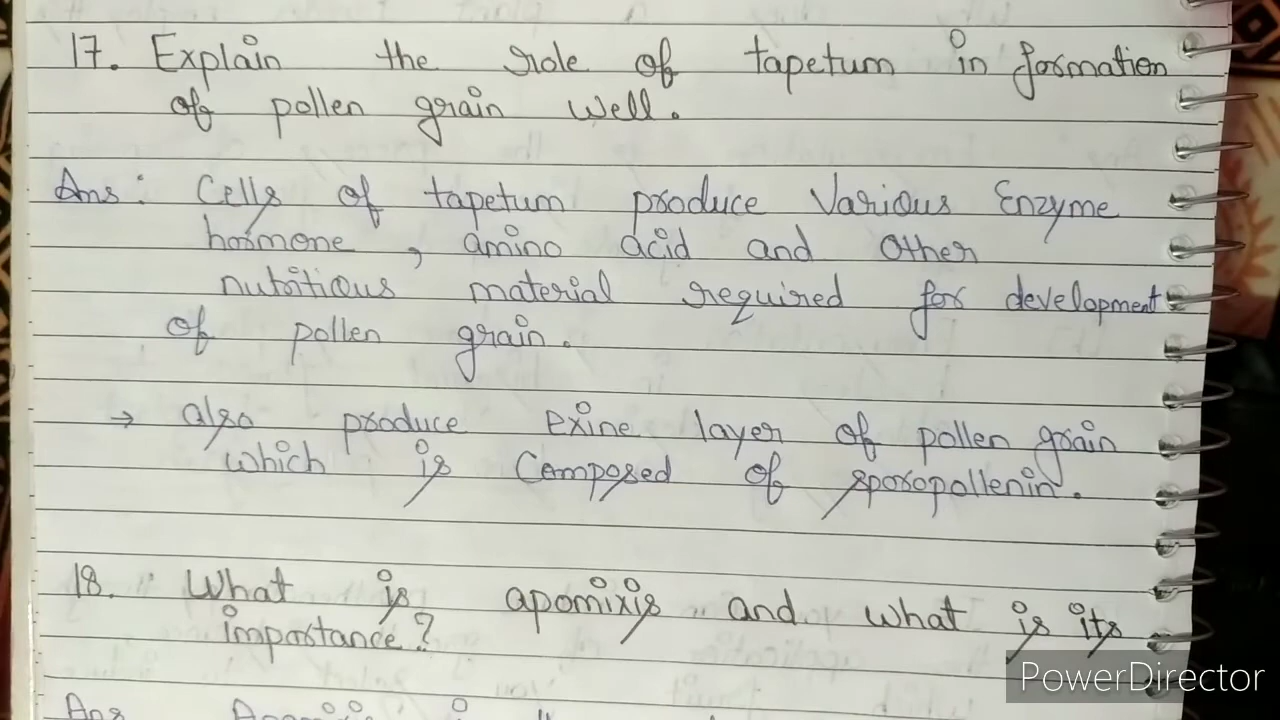 17. Explain the role of tapetum in formation
of pollen grain well.
Ans: Cells of tapetum produce Various Enzyme
hormone, amino acid and Other
nutritious material required for development
of pollen grain.
→ also produce exine layer of pollen grain
which is Composed of sporopollenin.
18. What is apomixis and what is its
importance?
Ans
PowerDirector